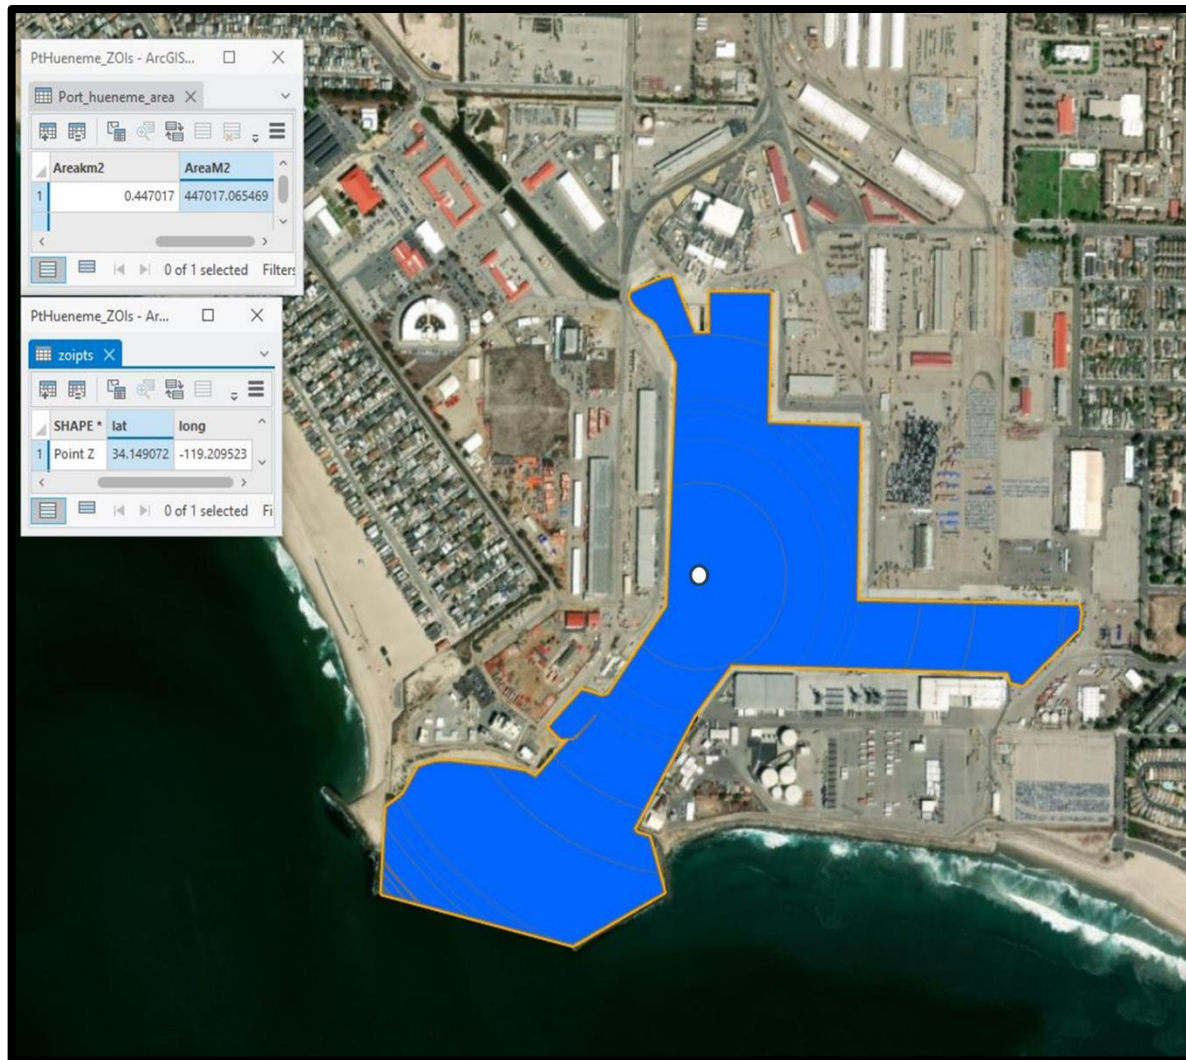 PtHueneme_ZOIs - ArcGIS...
Port_hueneme_area
Areakm2 AreaM2
1 0.447017 447017.065469
0 of 1 selected Filters
PtHueneme_ZOIs - Ar...
zoipts
SHAPE * lat long
1 Point Z 34.149072 -119.209523
0 of 1 selected Fi